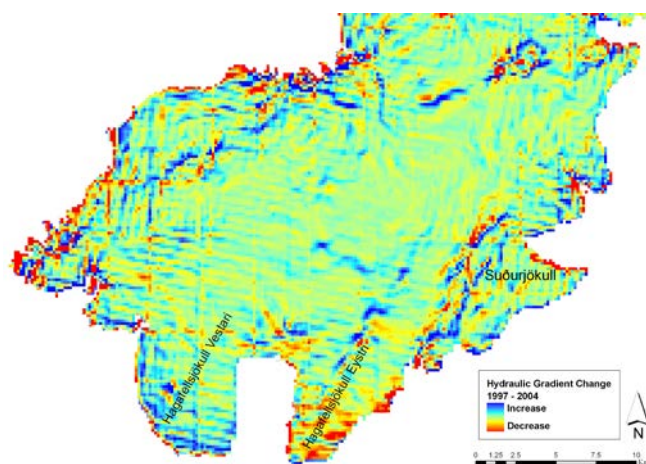 Suðurjökull
Hagafellsjökull Vestari
Hagafellsjökull Eystri
Hydraulic Gradient Change
1997 - 2004
Increase
Decrease
N
0 1.25 2.5 5 7.5 10